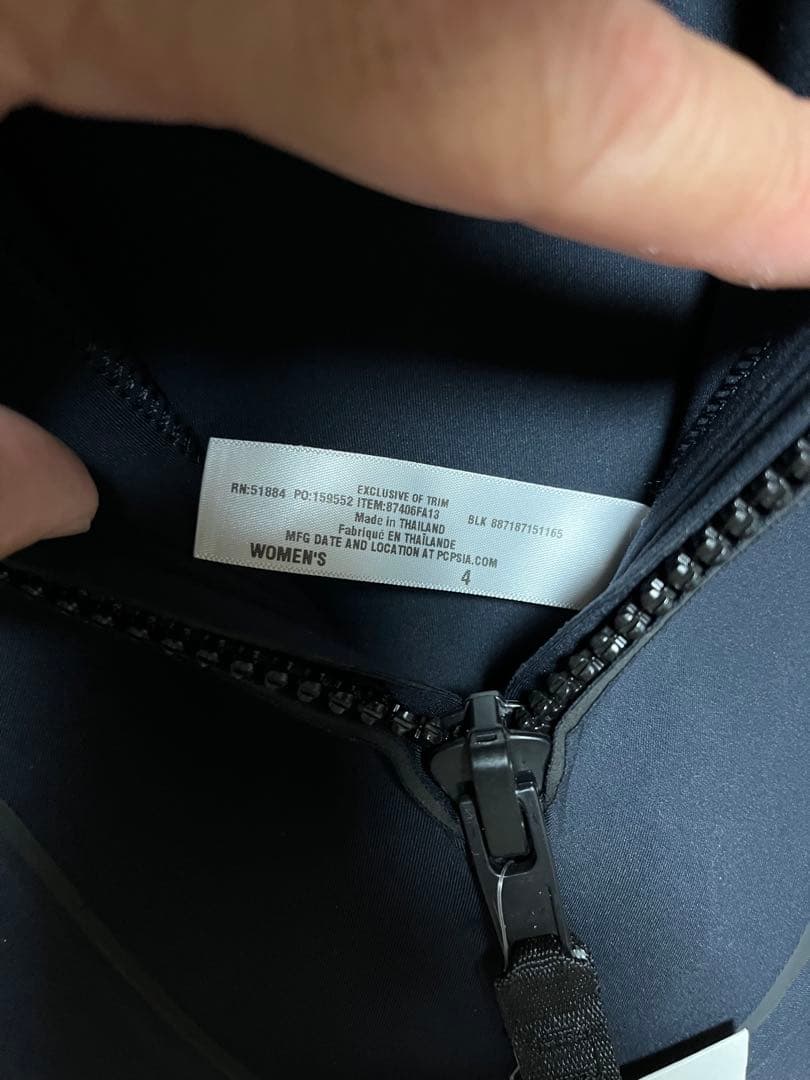 EXCLUSIVE OF TRIM
RN:51884 PO:159552 ITEM:87406FA13 BLK 887187151165
Made in THAILAND
Fabriqué EN THAÏLANDE
MFG DATE AND LOCATION AT PCPSIA.COM
WOMEN'S 4